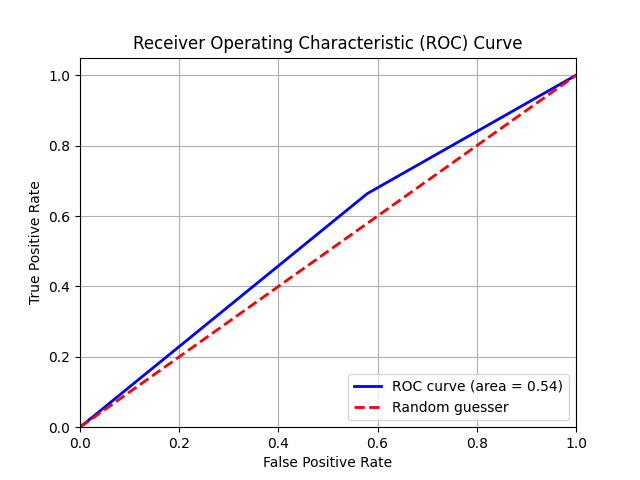 Receiver Operating Characteristic (ROC) Curve
1.0
0.8
0.6
0.4
0.2
0.0
True Positive Rate
ROC curve (area = 0.54)
Random guesser
0.0 0.2 0.4 0.6 0.8 1.0
False Positive Rate